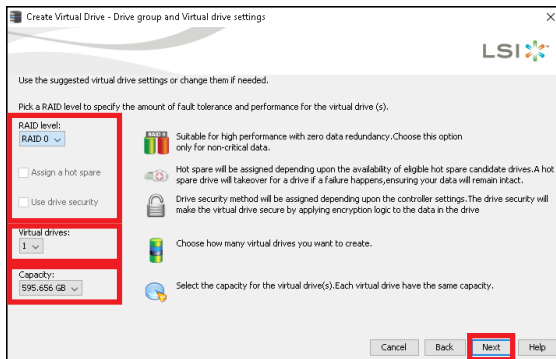 Create Virtual Drive - Drive group and Virtual drive settings
LSI
Use the suggested virtual drive settings or change them if needed.
Pick a RAID level to specify the amount of fault tolerance and performance for the virtual drive (s).
RAID level:
RAID 0
RAID 0
Suitable for high performance with zero data redundancy.Choose this option
only for non-critical data.
Assign a hot spare
Hot spare will be assigned depending upon the availability of eligible hot spare candidate drives.A hot
spare drive will takeover for a drive if a failure happens,ensuring your data will remain intact.
Use drive security
Drive security method will be assigned depending upon the controller settings.The drive security will
make the virtual drive secure by applying encryption logic to the data in the drive
Virtual drives:
1
Choose how many virtual drives you want to create.
Capacity:
595.656 GB
Select the capacity for the virtual drive(s).Each virtual drive have the same capacity.
Cancel
Back
Next
Help